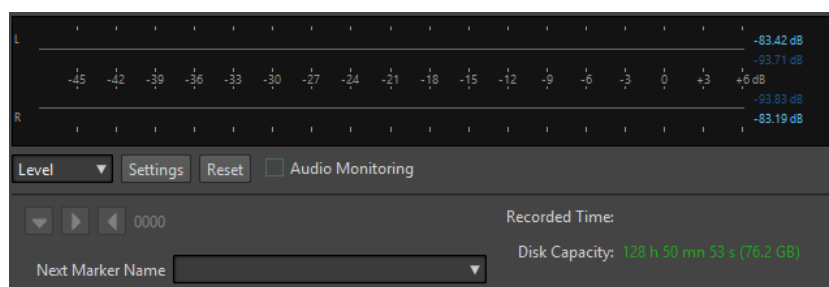 L
-83.42 dB
-93.71 dB
-45 -42 -39 -36 -33 -30 -27 -24 -21 -18 -15 -12 -9 -6 -3 0 +3 +6 dB
-93.83 dB
R
-83.19 dB
Level Settings Reset Audio Monitoring
0000
Recorded Time:
Disk Capacity: 128 h 50 mn 53 s (76.2 GB)
Next Marker Name